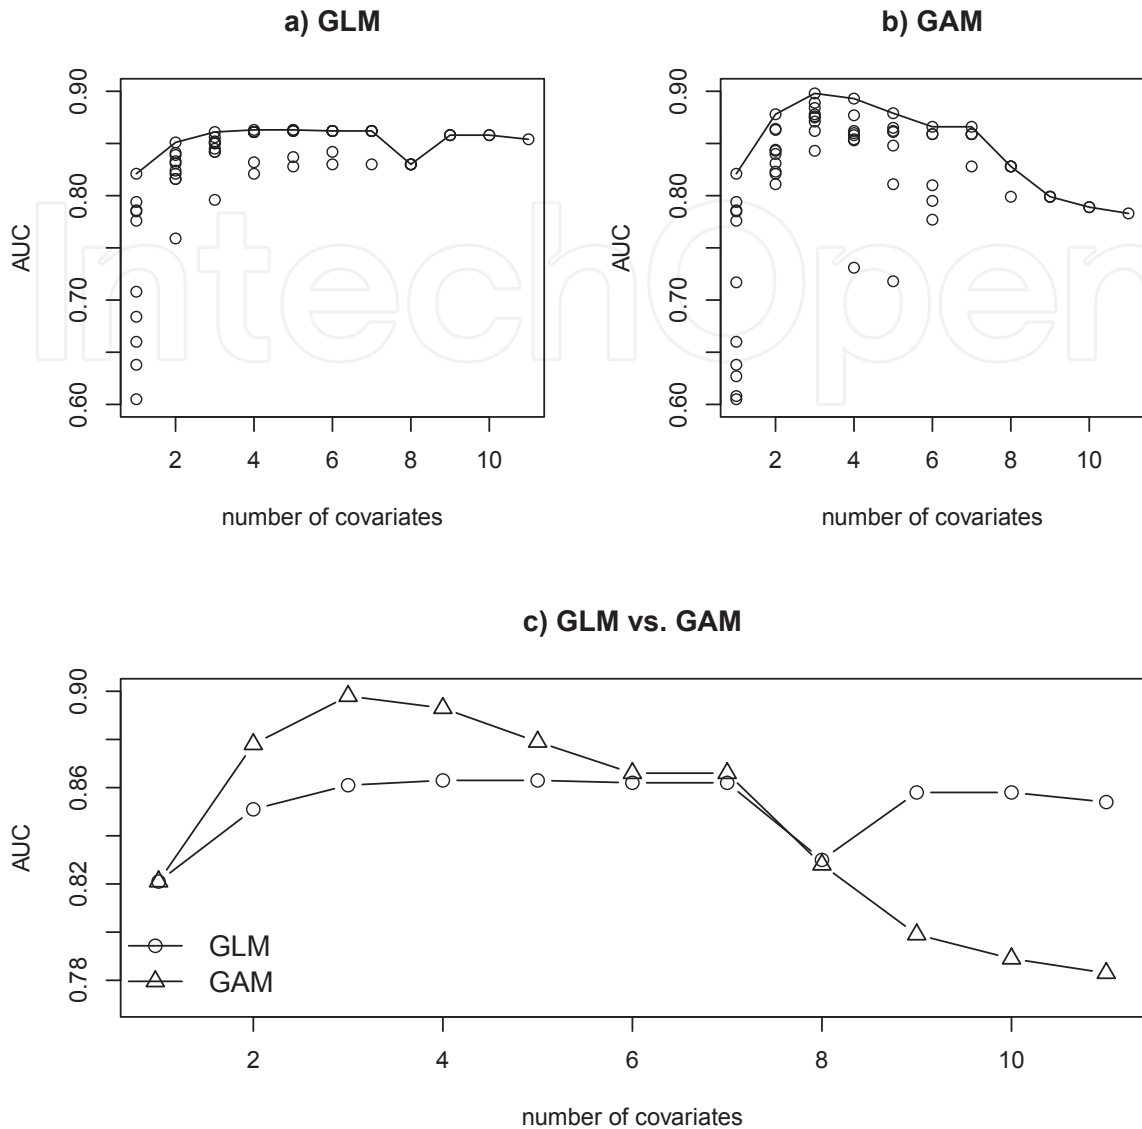 a) GLM
AUC
0.60 0.70 0.80 0.90
2 4 6 8 10
number of covariates
b) GAM
AUC
0.60 0.70 0.80 0.90
2 4 6 8 10
number of covariates
IntechOpen
c) GLM vs. GAM
AUC
0.78 0.82 0.86 0.90
GLM
GAM
2 4 6 8 10
number of covariates